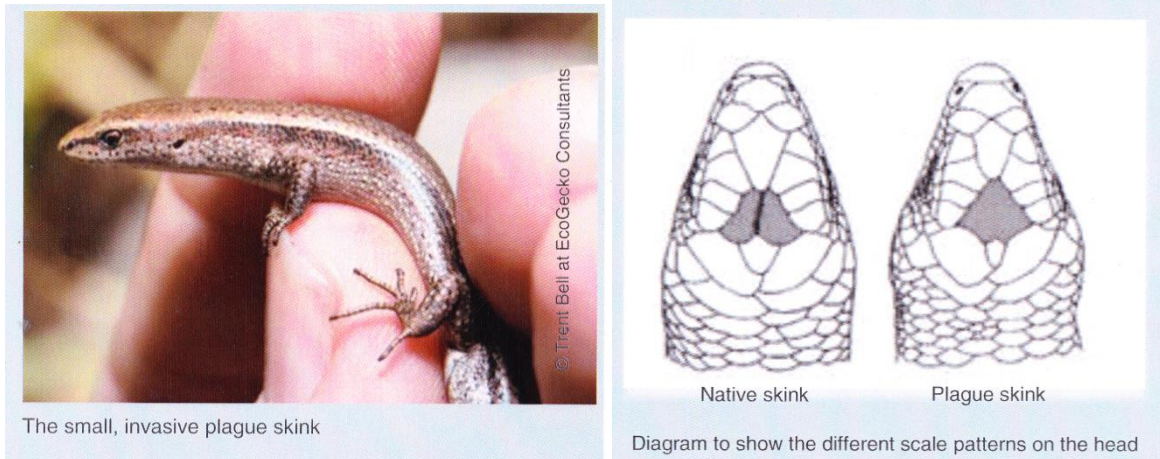 © Trent Bell at EcoGecko Consultants
The small, invasive plague skink
Native skink
Plague skink
Diagram to show the different scale patterns on the head